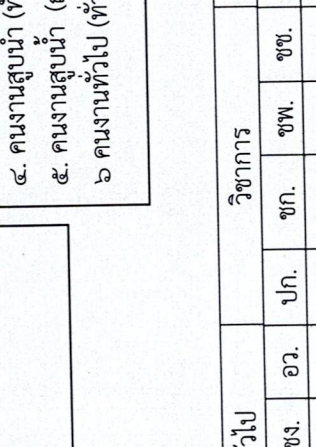 ๔. คนงานสูบน้ำ (ทั
๕. คนงานสูบน้ำ
๖ คนงานทั่วไป (ทั่
ั่วไป วิชาการ
ชง. อว. ปก. ชก. ชพ. ชช.